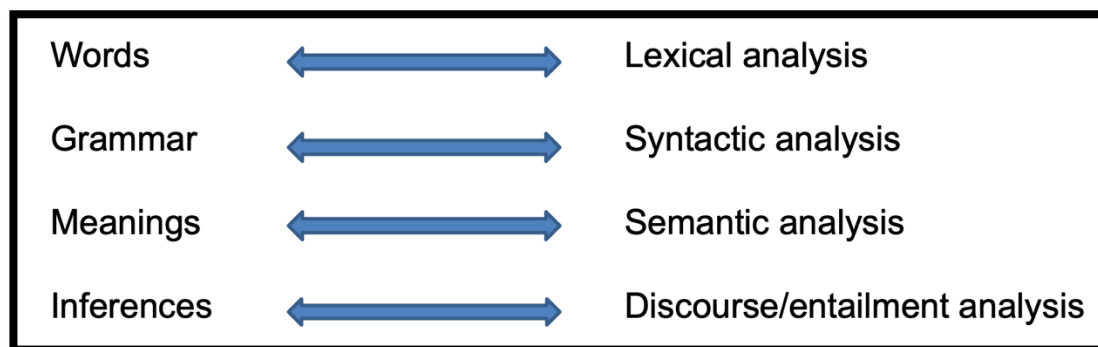 Words Lexical analysis
Grammar Syntactic analysis
Meanings Semantic analysis
Inferences Discourse/entailment analysis